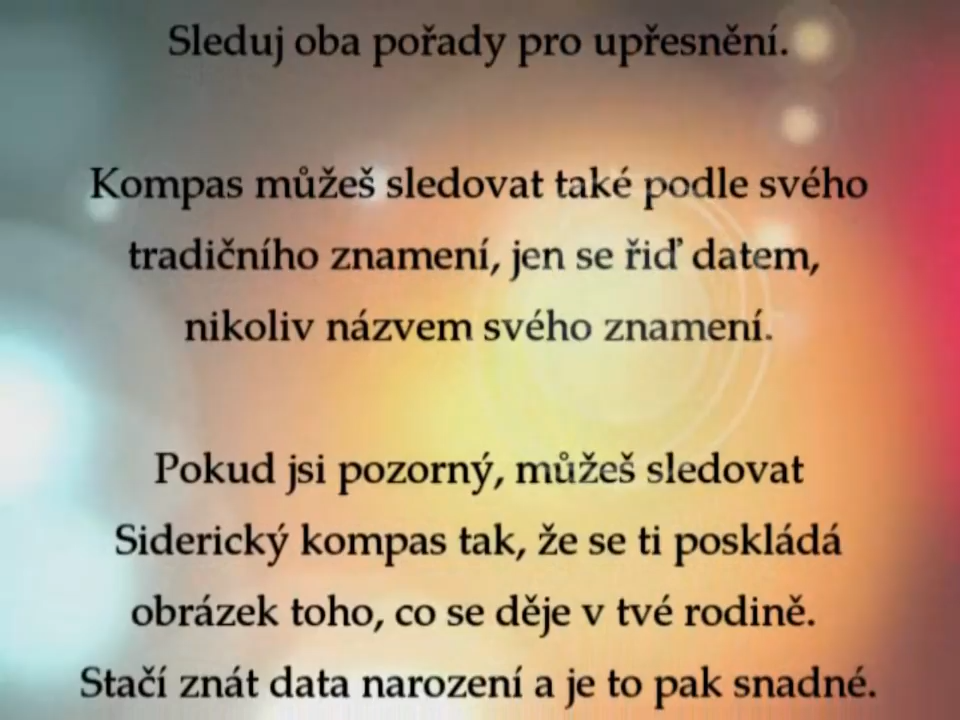 Sleduj oba pořady pro upřesnění.
Kompas můžeš sledovat také podle svého
tradičního znamení, jen se řiď datem,
nikoliv názvem svého znamení.
Pokud jsi pozorný, můžeš sledovat
Siderický kompas tak, že se ti poskládá
obrázek toho, co se děje v tvé rodině.
Stačí znát data narození a je to pak snadné.